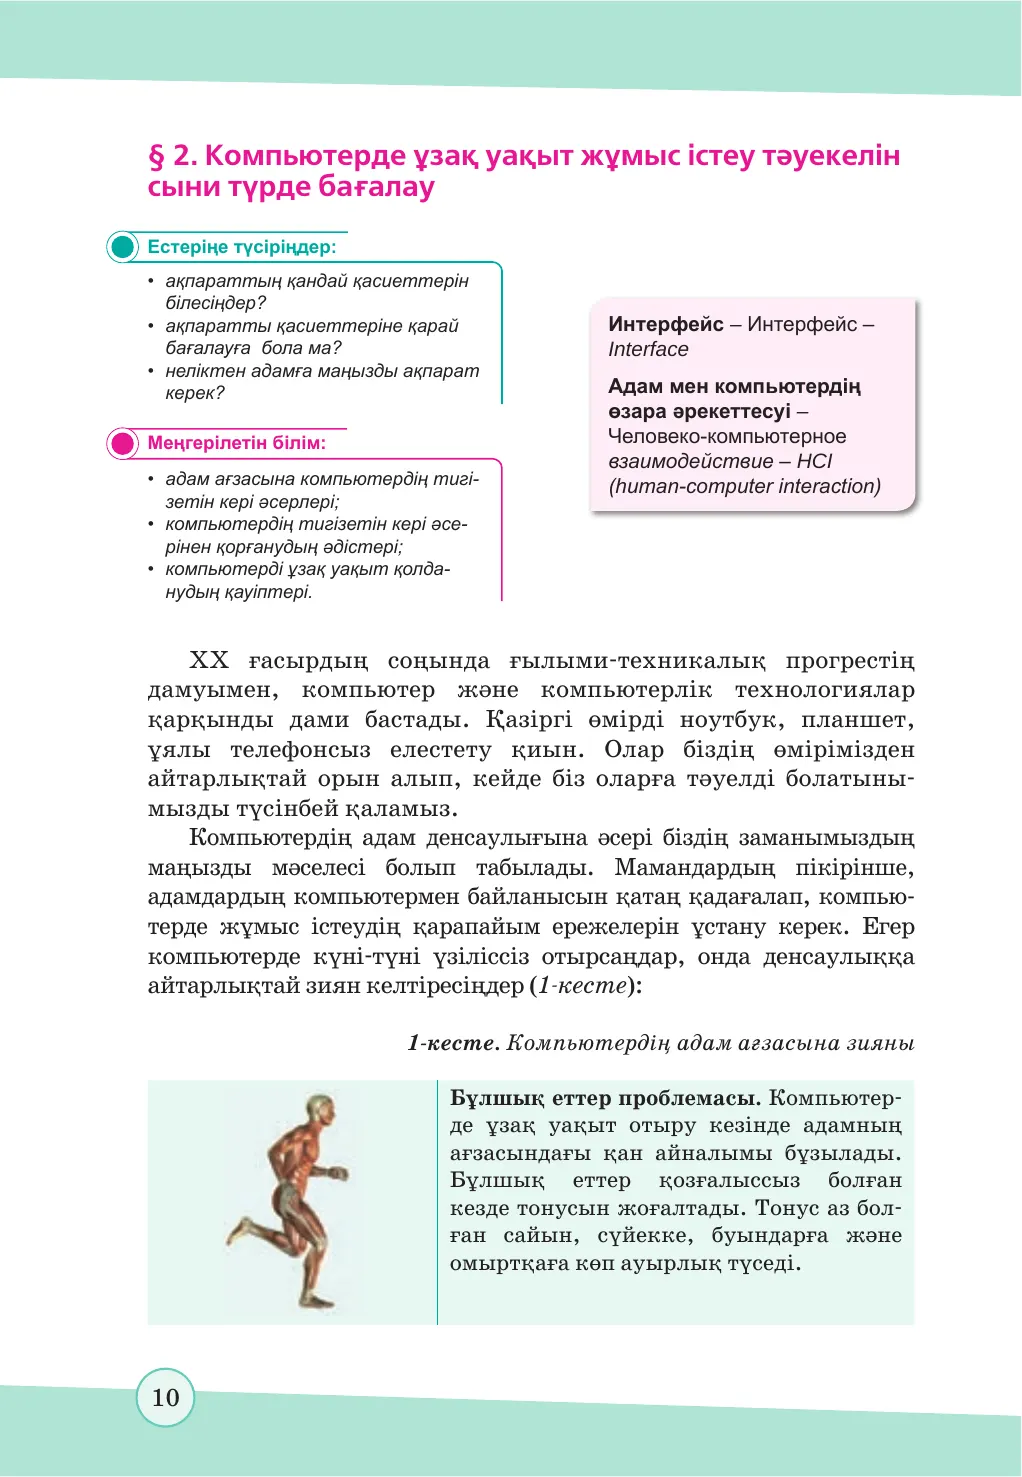 § 2. Компьютерде ұзақ уақыт жұмыс істеу тәуекелін
сыни түрде бағалау
Естеріңе түсіріңдер:
• ақпараттың қандай қасиеттерін
білесіңдер?
• ақпаратты қасиеттеріне қарай
бағалауға бола ма?
• неліктен адамға маңызды ақпарат
керек?
Меңгерілетін білім:
• адам ағзасына компьютердің тигі-
зетін кері әсерлері;
• компьютердің тигізетін кері әсе-
рінен қорғанудың әдістері;
• компьютерді ұзақ уақыт қолда-
нудың қауіптері.
Интерфейс – Интерфейс –
Interface
Адам мен компьютердің
өзара әрекеттесуі –
Человеко-компьютерное
взаимодействие – HCI
(human-computer interaction)
XX ғасырдың соңында ғылыми-техникалық прогрестің
дамуымен, компьютер және компьютерлік технологиялар
қарқынды дами бастады. Қазіргі өмірді ноутбук, планшет,
ұялы телефонсыз елестету қиын. Олар біздің өмірімізден
айтарлықтай орын алып, кейде біз оларға тәуелді болатыны-
мызды түсінбей қаламыз.
Компьютердің адам денсаулығына әсері біздің заманымыздың
маңызды мәселесі болып табылады. Мамандардың пікірінше,
адамдардың компьютермен байланысын қатаң қадағалап, компью-
терде жұмыс істеудің қарапайым ережелерін ұстану керек. Егер
компьютерде күні-түні үзіліссіз отырсаңдар, онда денсаулыққа
айтарлықтай зиян келтіресіңдер (1-кесте):
1-кесте. Компьютердің адам ағзасына зияны
Бұлшық еттер проблемасы. Компьютер-
де ұзақ уақыт отыру кезінде адамның
ағзасындағы қан айналымы бұзылады.
Бұлшық еттер қозғалыссыз болған
кезде тонусын жоғалтады. Тонус аз бол-
ған сайын, сүйекке, буындарға және
омыртқаға көп ауырлық түседі.
10